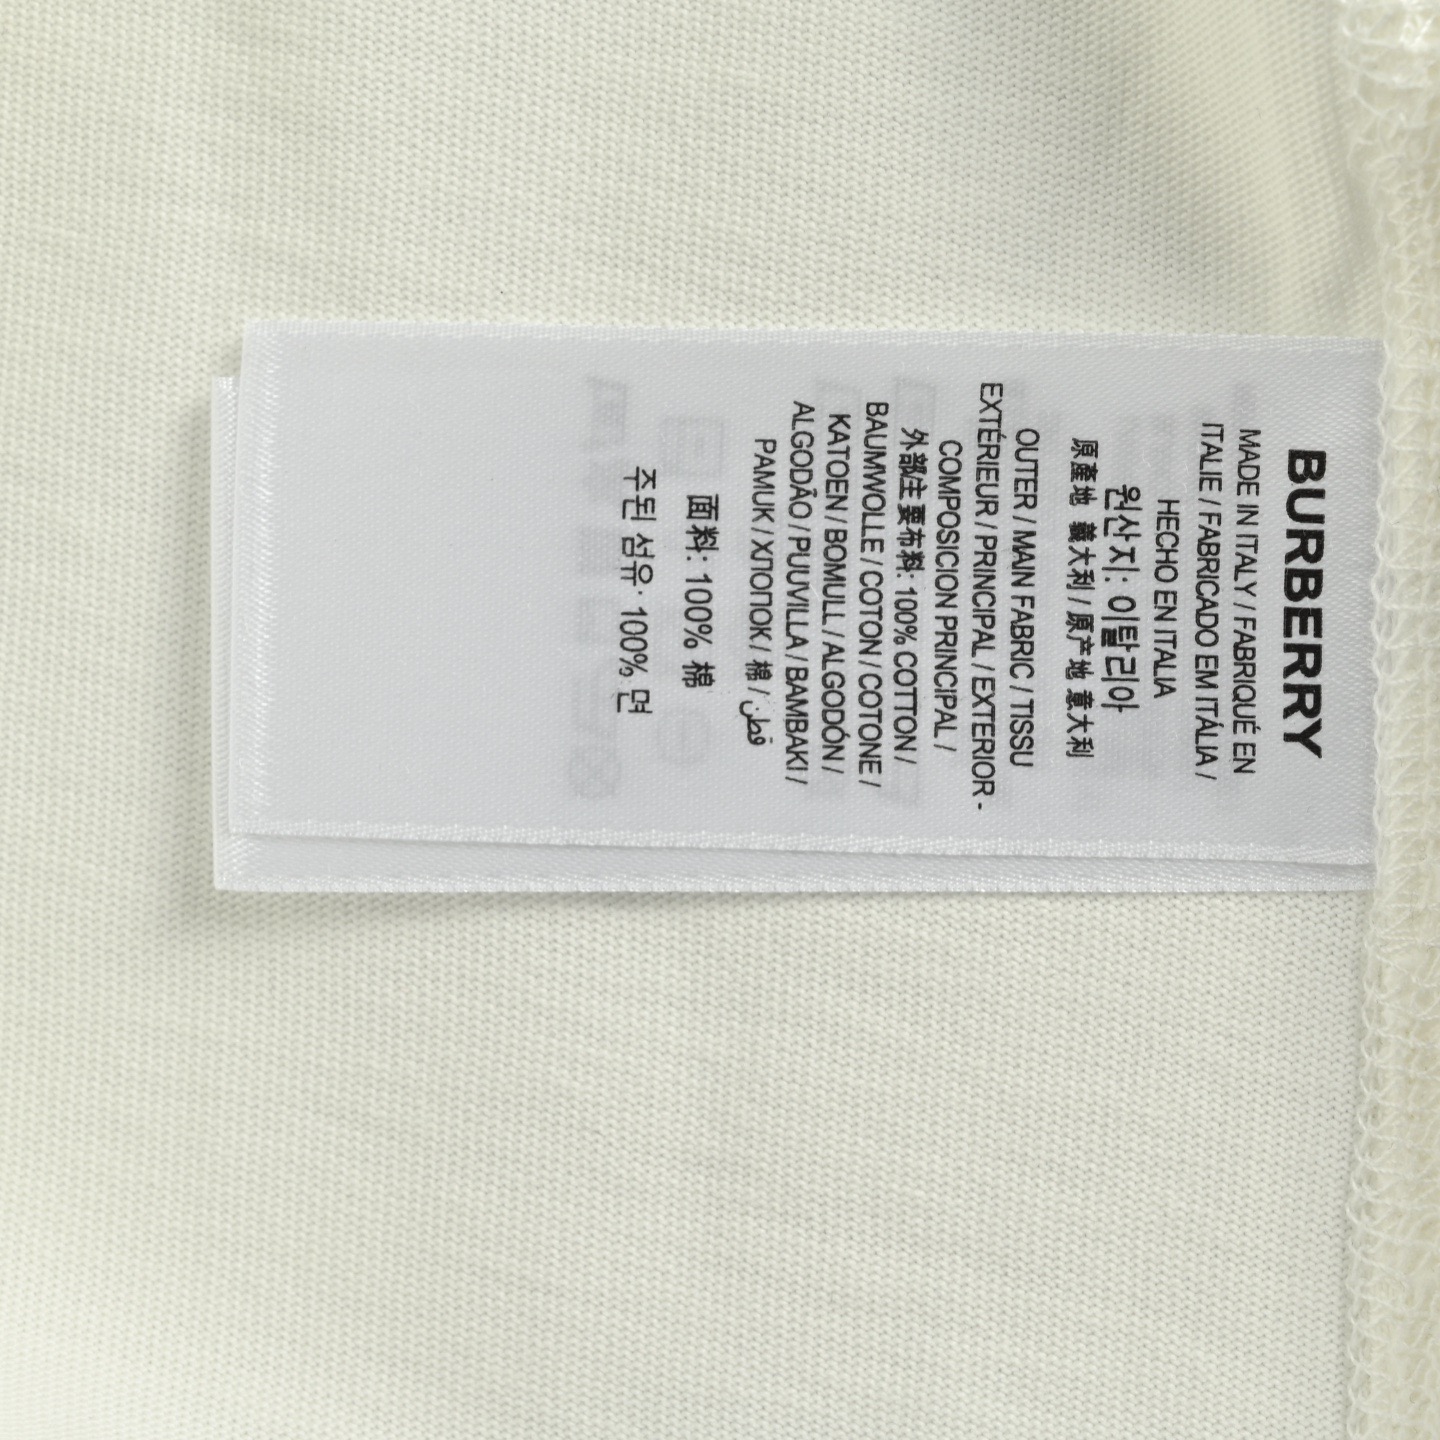 BURBERRY
MADE IN ITALY / FABRIQUÉ EN
ITALIE / FABRICADO EM ITÁLIA /
HECHO EN ITALIA
원산지: 이탈리아
原產地 義大利 / 原产地 意大利
OUTER / MAIN FABRIC / TISSU
EXTÉRIEUR / PRINCIPAL / EXTERIOR -
COMPOSICION PRINCIPAL /
外部主要布料: 100% COTTON /
BAUMWOLLE / COTON / COTONE /
KATOEN / BOMULL / ALGODÓN /
ALGODÃO / PUUVILLA / BAMBAKI /
PAMUK / ХЛОПОК / 棉 / قطن
面料: 100% 棉
주된 섬유: 100% 면